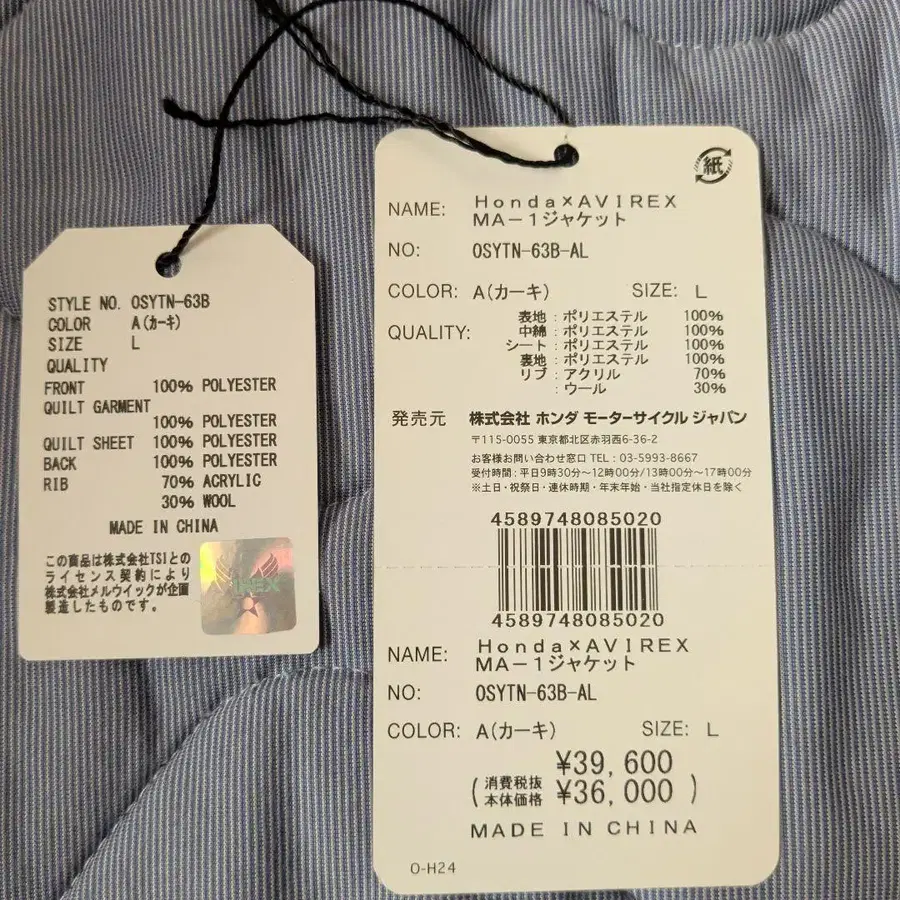 STYLE NO. OSYTN-63B
COLOR A(カーキ)
SIZE L
QUALITY
FRONT 100% POLYESTER
QUILT GARMENT
100% POLYESTER
QUILT SHEET 100% POLYESTER
BACK 100% POLYESTER
RIB 70% ACRYLIC
30% WOOL
MADE IN CHINA
この商品は株式会社TSIとの
ライセンス契約により
株式会社メルウイックが企画
製造したものです。
紙
NAME: Honda×AVIREX
MA-1ジャケット
NO: OSYTN-63B-AL
COLOR: A(カーキ) SIZE: L
QUALITY: 表地:ポリエステル 100%
中綿:ポリエステル 100%
シート:ポリエステル 100%
裏地:ポリエステル 100%
リブ:アクリル 70%
:ウール 30%
発売元 株式会社 ホンダ モーターサイクル ジャパン
〒115-0055 東京都北区赤羽西6-36-2
お客様お問い合わせ窓口 TEL:03-5993-8667
受付時間:平日9時30分〜12時00分/13時00分〜17時00分
※土日・祝祭日・連休時期・年末年始・当社指定休日を除く
4589748085020
4589748085020
NAME: Honda×AVIREX
MA-1ジャケット
NO: OSYTN-63B-AL
COLOR: A(カーキ) SIZE: L
¥39,600
(消費税抜本体価格 ¥36,000)
MADE IN CHINA
O-H24